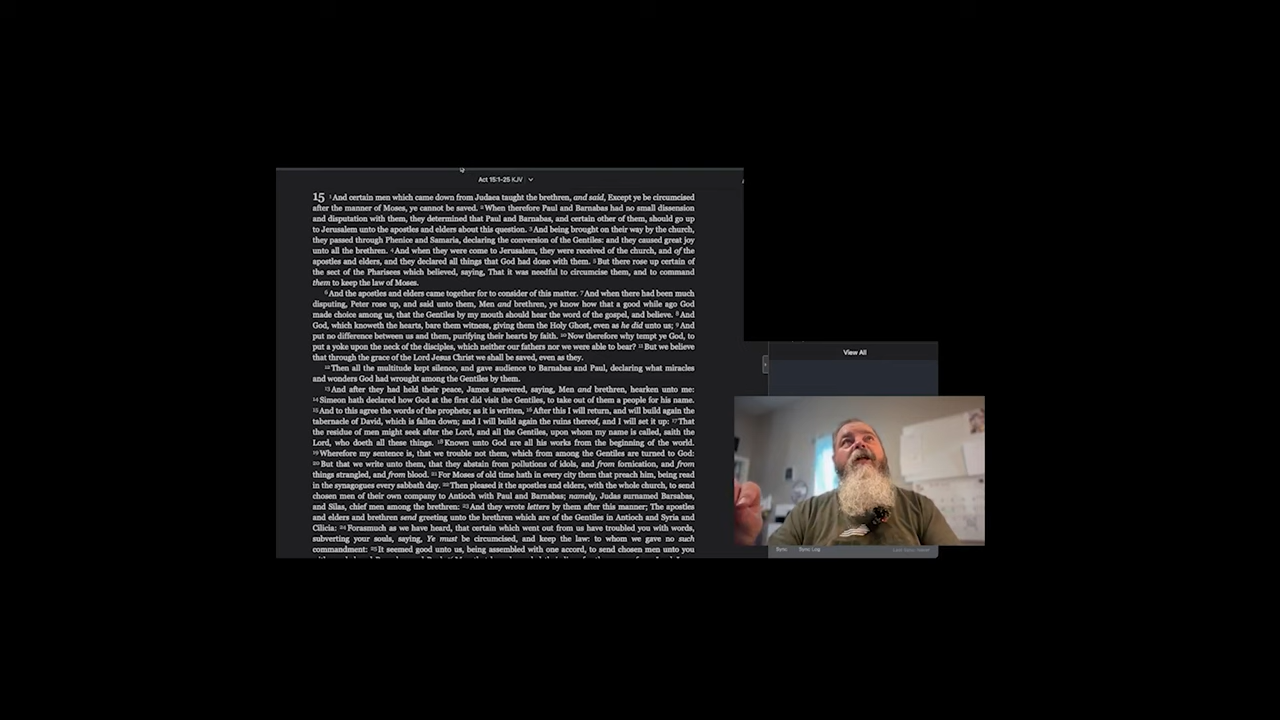 Act 15:1-25 KJV
15 1 And certain men which came down from Judaea taught the brethren, and said, Except ye be circumcised
after the manner of Moses, ye cannot be saved. 2 When therefore Paul and Barnabas had no small dissension
and disputation with them, they determined that Paul and Barnabas, and certain other of them, should go up
to Jerusalem unto the apostles and elders about this question. 3 And being brought on their way by the church,
they passed through Phenice and Samaria, declaring the conversion of the Gentiles: and they caused great joy
unto all the brethren. 4 And when they were come to Jerusalem, they were received of the church, and of the
apostles and elders, and they declared all things that God had done with them. 5 But there rose up certain of
the sect of the Pharisees which believed, saying, That it was needful to circumcise them, and to command
them to keep the law of Moses.
6 And the apostles and elders came together for to consider of this matter. 7 And when there had been much
disputing, Peter rose up, and said unto them, Men and brethren, ye know how that a good while ago God
made choice among us, that the Gentiles by my mouth should hear the word of the gospel, and believe. 8 And
God, which knoweth the hearts, bare them witness, giving them the Holy Ghost, even as he did unto us; 9 And
put no difference between us and them, purifying their hearts by faith. 10 Now therefore why tempt ye God, to
put a yoke upon the neck of the disciples, which neither our fathers nor we were able to bear? 11 But we believe
that through the grace of the Lord Jesus Christ we shall be saved, even as they.
12 Then all the multitude kept silence, and gave audience to Barnabas and Paul, declaring what miracles
and wonders God had wrought among the Gentiles by them.
13 And after they had held their peace, James answered, saying, Men and brethren, hearken unto me:
14 Simeon hath declared how God at the first did visit the Gentiles, to take out of them a people for his name.
15 And to this agree the words of the prophets; as it is written, 16 After this I will return, and will build again the
tabernacle of David, which is fallen down; and I will build again the ruins thereof, and I will set it up: 17 That
the residue of men might seek after the Lord, and all the Gentiles, upon whom my name is called, saith the
Lord, who doeth all these things. 18 Known unto God are all his works from the beginning of the world.
19 Wherefore my sentence is, that we trouble not them, which from among the Gentiles are turned to God:
20 But that we write unto them, that they abstain from pollutions of idols, and from fornication, and from
things strangled, and from blood. 21 For Moses of old time hath in every city them that preach him, being read
in the synagogues every sabbath day. 22 Then pleased it the apostles and elders, with the whole church, to send
chosen men of their own company to Antioch with Paul and Barnabas; namely, Judas surnamed Barsabas,
and Silas, chief men among the brethren: 23 And they wrote letters by them after this manner; The apostles
and elders and brethren send greeting unto the brethren which are of the Gentiles in Antioch and Syria and
Cilicia: 24 Forasmuch as we have heard, that certain which went out from us have troubled you with words,
subverting your souls, saying, Ye must be circumcised, and keep the law: to whom we gave no such
commandment: 25 It seemed good unto us, being assembled with one accord, to send chosen men unto you
View All
Sync Sync Log